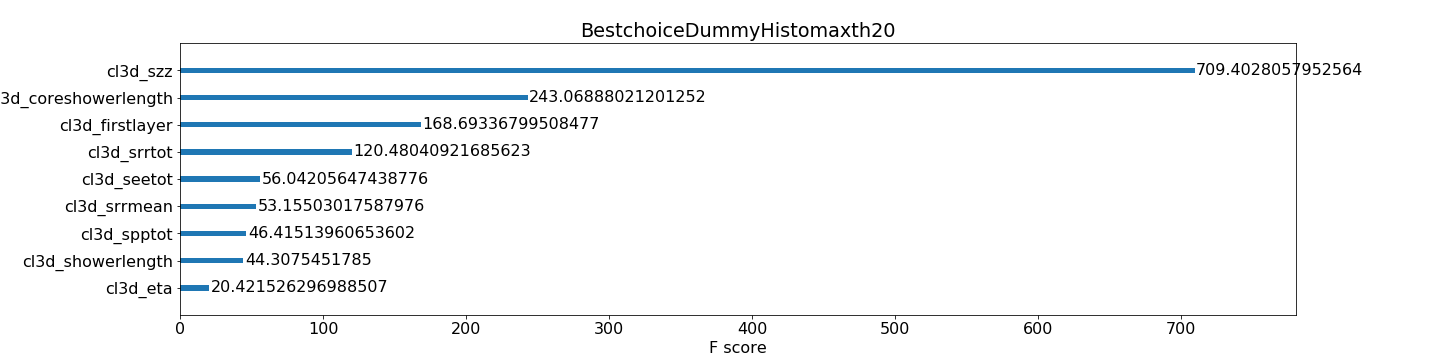 BestchoiceDummyHistomaxth20
cl3d_szz 709.4028057952564
3d_coreshowerlength 243.06888021201252
cl3d_firstlayer 168.69336799508477
cl3d_srrtot 120.48040921685623
cl3d_seetot 56.04205647438776
cl3d_srrmean 53.15503017587976
cl3d_spptot 46.41513960653602
cl3d_showerlength 44.3075451785
cl3d_eta 20.421526296988507
0 100 200 300 400 500 600 700
F score